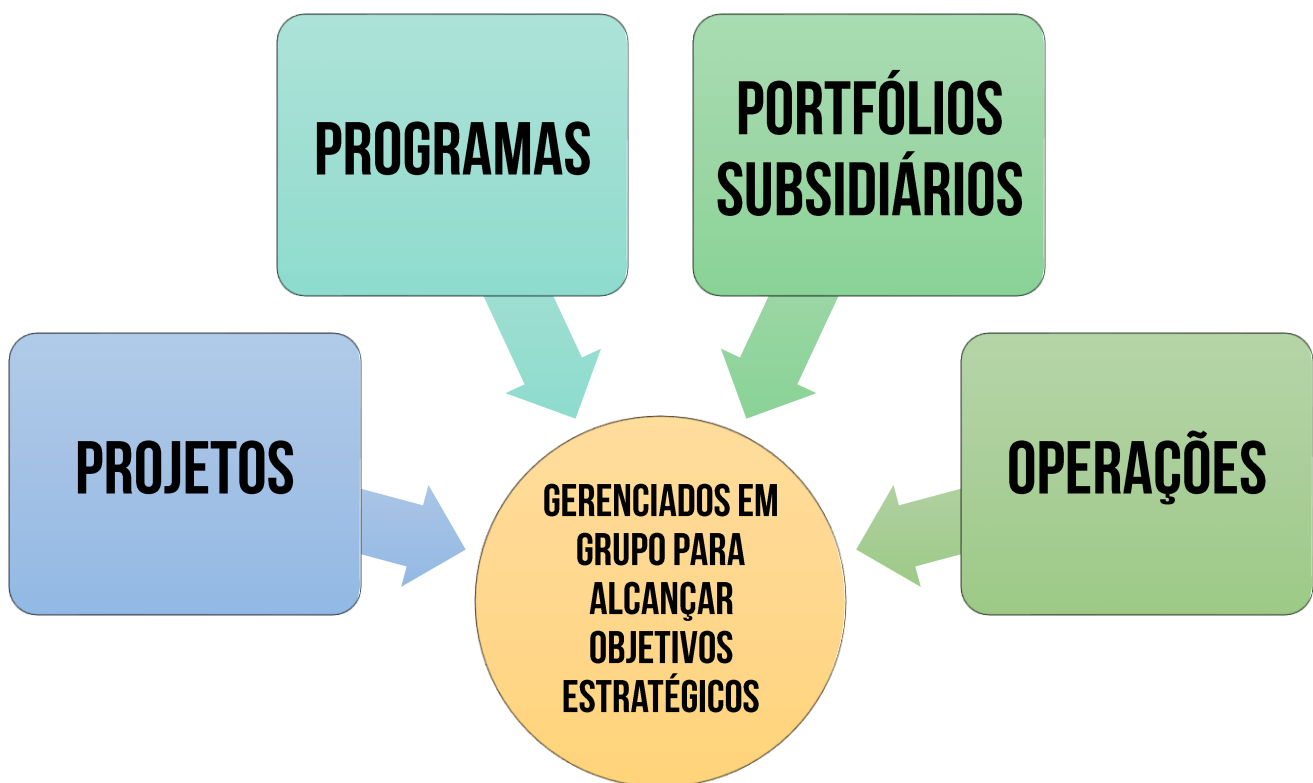 PROGRAMAS
PORTFÓLIOS
SUBSIDIÁRIOS
PROJETOS
OPERAÇÕES
GERENCIADOS EM
GRUPO PARA
ALCANÇAR
OBJETIVOS
ESTRATÉGICOS